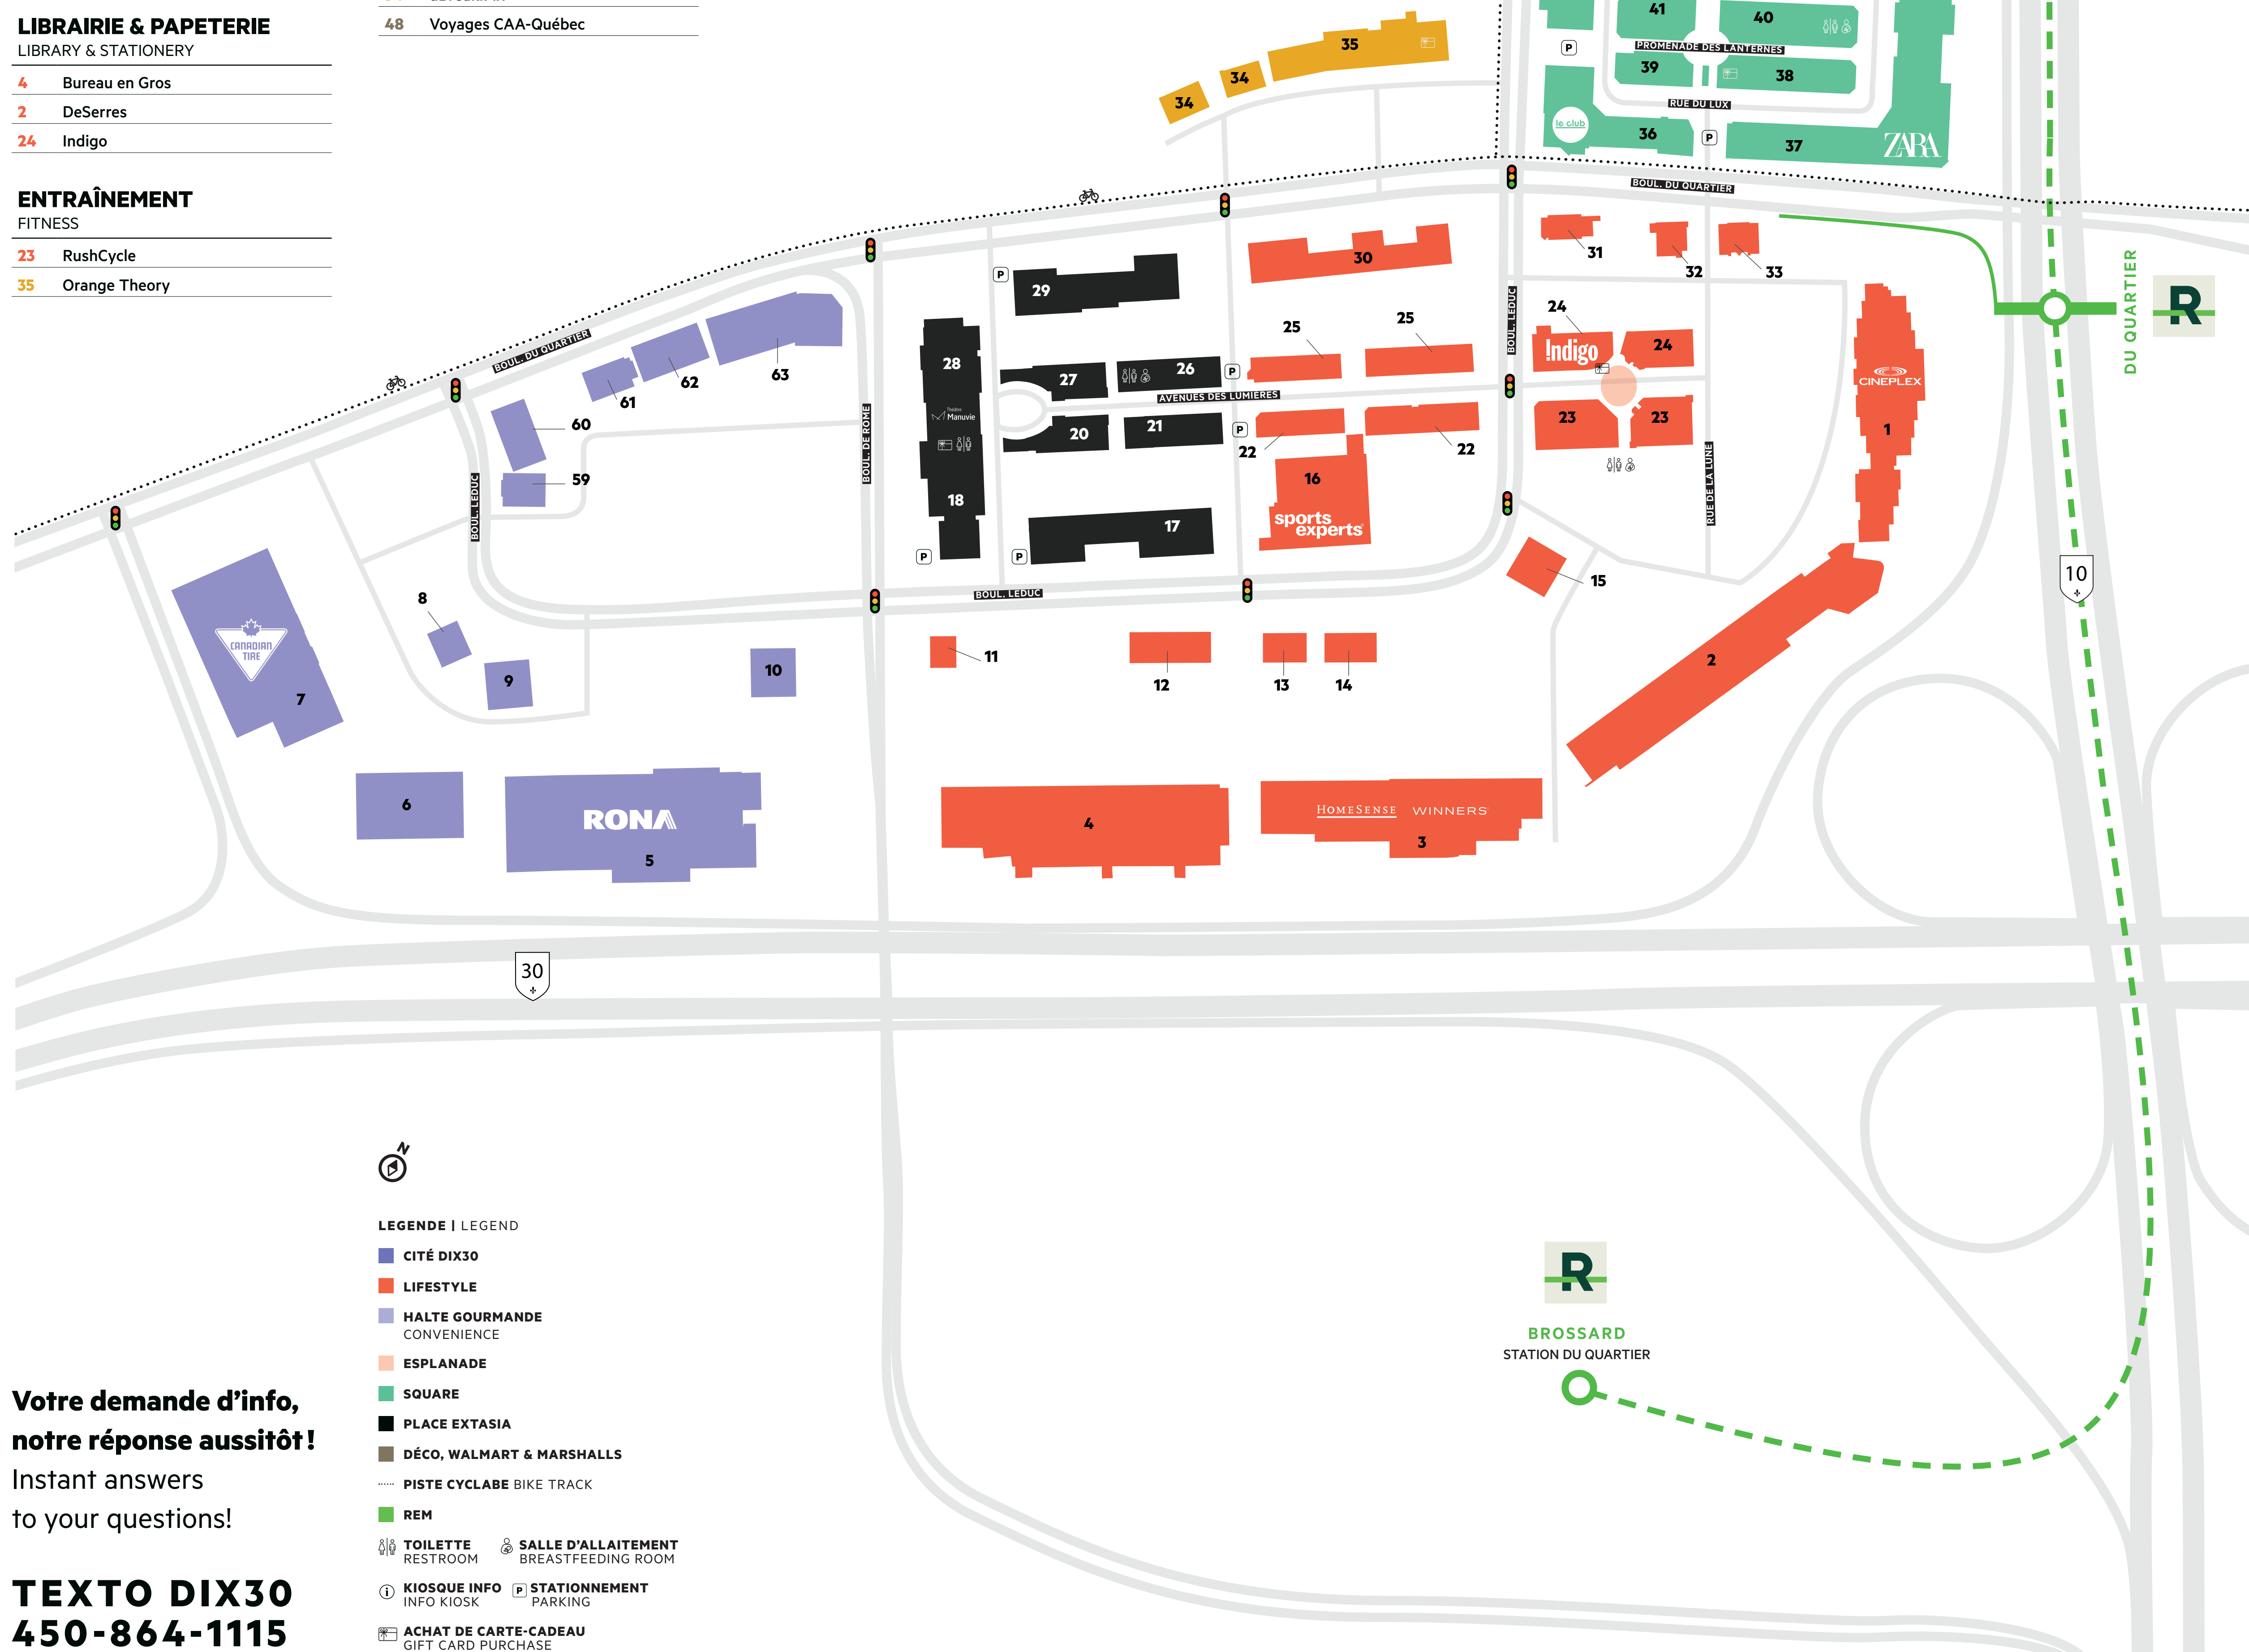 LIBRAIRIE & PAPETERIE
LIBRARY & STATIONERY
4 Bureau en Gros
2 DeSerres
24 Indigo
ENTRAÎNEMENT
FITNESS
23 RushCycle
35 Orange Theory
48 Voyages CAA-Québec
41
40
PROMENADE DES LANTERNES
39
38
RUE DU LUX
le club
36
P
P
37
ZARA
35
34
34
BOUL. DU QUARTIER
31
32
33
30
29
P
28
Théâtre
Manuvie
18
27
26
P
25
25
AVENUES DES LUMIERES
20
21
P
22
22
16
sports
experts
17
P
P
BOUL. LEDUC
24
Indigo
24
23
23
RUE DE LA LUNE
CINEPLEX
1
DU QUARTIER
R
10
BOUL. DU QUARTIER
63
62
61
60
59
BOUL. LEDUC
BOUL. DE ROME
BOUL. LEDUC
15
2
CANADIAN
TIRE
7
8
9
10
11
12
13
14
6
RONA
5
4
HOMESENSE WINNERS
3
30
N
LEGENDE | LEGEND
CITÉ DIX30
LIFESTYLE
HALTE GOURMANDE
CONVENIENCE
ESPLANADE
SQUARE
PLACE EXTASIA
DÉCO, WALMART & MARSHALLS
PISTE CYCLABE BIKE TRACK
REM
TOILETTE
RESTROOM
SALLE D'ALLAITEMENT
BREASTFEEDING ROOM
i KIOSQUE INFO
INFO KIOSK
P STATIONNEMENT
PARKING
ACHAT DE CARTE-CADEAU
GIFT CARD PURCHASE
R
BROSSARD
STATION DU QUARTIER
Votre demande d'info,
notre réponse aussitôt !
Instant answers
to your questions!
TEXTO DIX30
450-864-1115